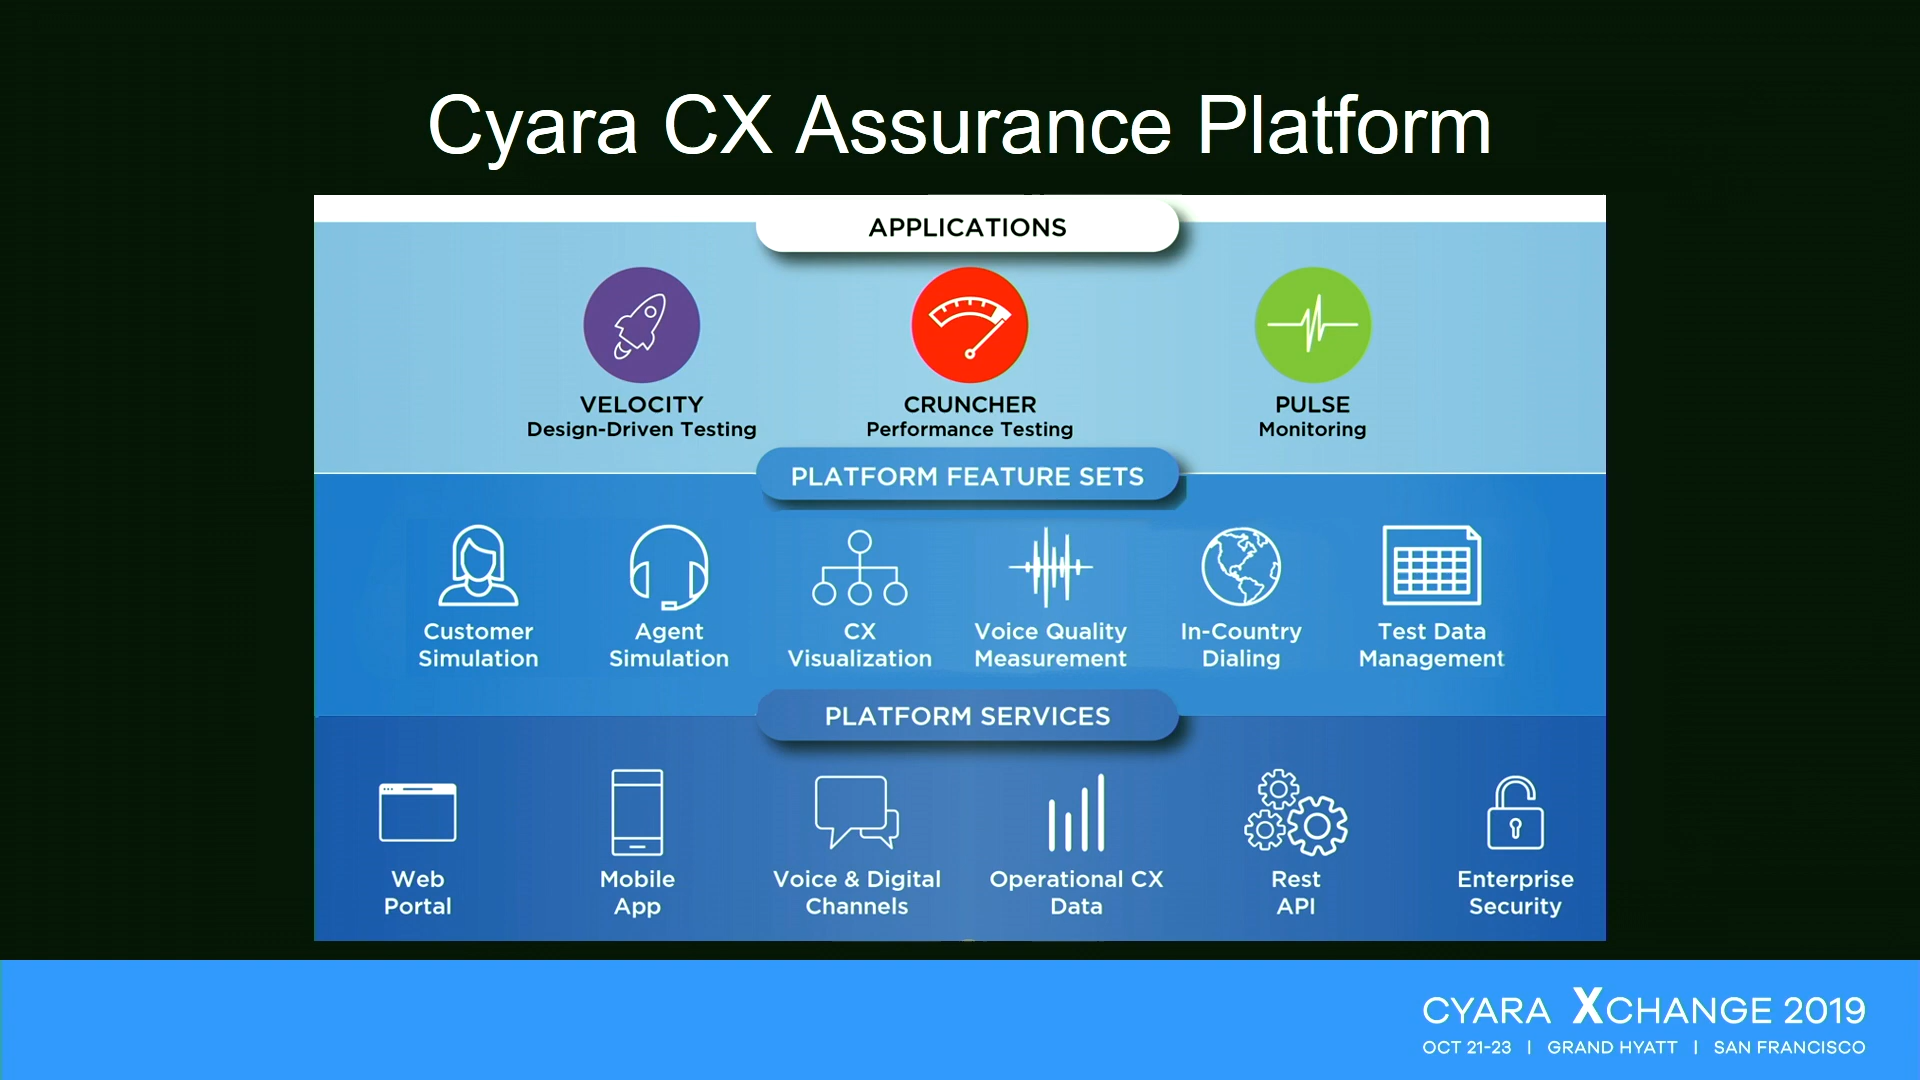 Cyara CX Assurance Platform
APPLICATIONS
VELOCITY
Design-Driven Testing
CRUNCHER
Performance Testing
PULSE
Monitoring
PLATFORM FEATURE SETS
Customer
Simulation
Agent
Simulation
CX
Visualization
Voice Quality
Measurement
In-Country
Dialing
Test Data
Management
PLATFORM SERVICES
Web
Portal
Mobile
App
Voice & Digital
Channels
Operational CX
Data
Rest
API
Enterprise
Security
CYARA XCHANGE 2019
OCT 21-23 | GRAND HYATT | SAN FRANCISCO